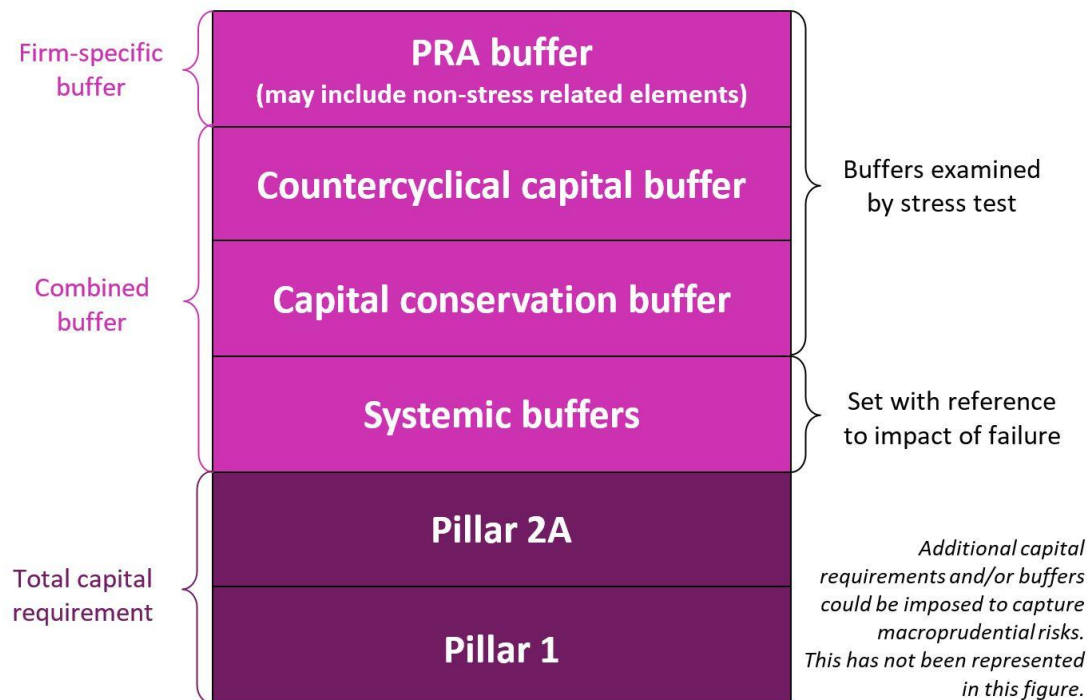 Firm-specific
buffer
PRA buffer
(may include non-stress related elements)
Countercyclical capital buffer
Buffers examined
by stress test
Combined
buffer
Capital conservation buffer
Systemic buffers
Set with reference
to impact of failure
Total capital
requirement
Pillar 2A
Pillar 1
Additional capital
requirements and/or buffers
could be imposed to capture
macroprudential risks.
This has not been represented
in this figure.